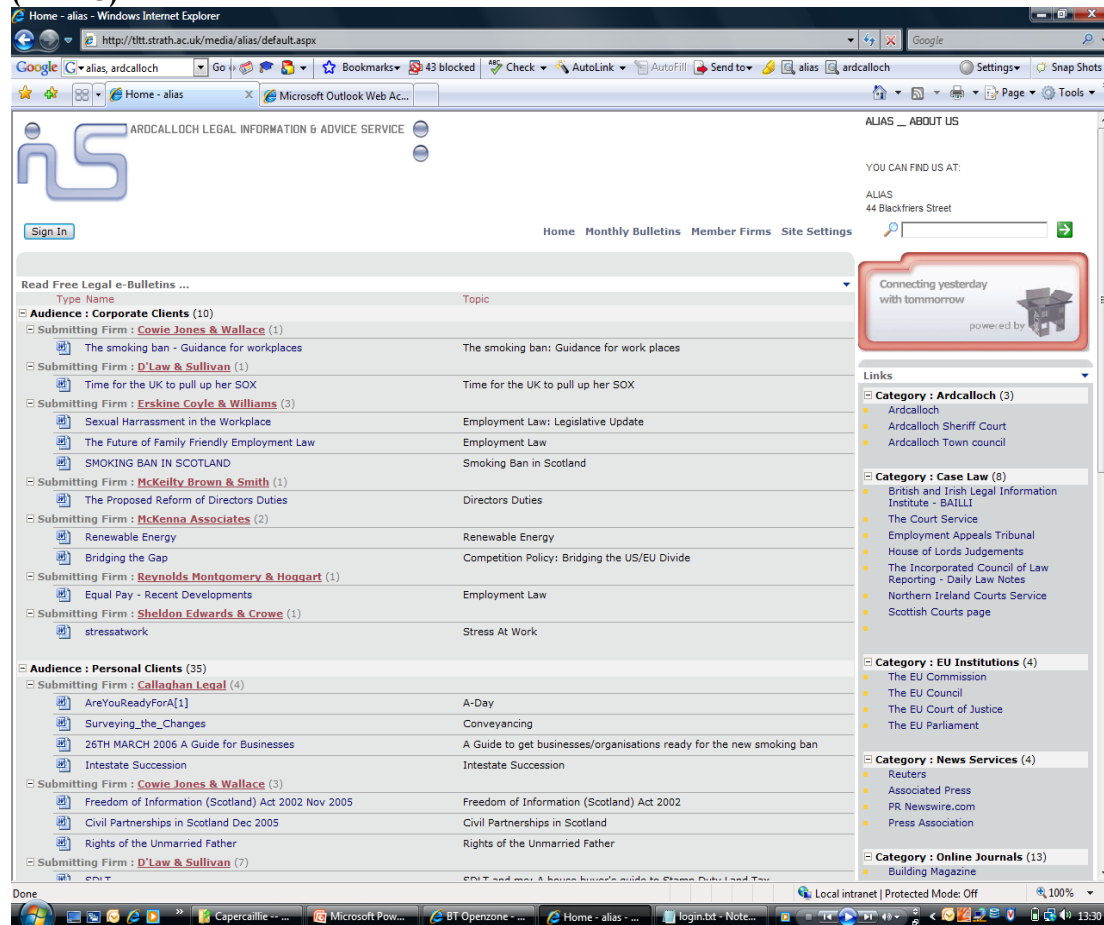 Home - alias - Windows Internet Explorer
http://tltt.strath.ac.uk/media/alias/default.aspx
Google
Google alias, ardcalloch Go Bookmarks 43 blocked Check AutoLink AutoFill Send to alias ardcalloch Settings Snap Shots
Home - alias Microsoft Outlook Web Ac... Page Tools
ARDCALLOCH LEGAL INFORMATION & ADVICE SERVICE
ALIAS _ ABOUT US
YOU CAN FIND US AT:
ALIAS
44 Blackfriers Street
Sign In
Home Monthly Bulletins Member Firms Site Settings
Read Free Legal e-Bulletins ...
Type Name Topic
Audience : Corporate Clients (10)
Submitting Firm : Cowie Jones & Wallace (1)
The smoking ban - Guidance for workplaces The smoking ban: Guidance for work places
Submitting Firm : D'Law & Sullivan (1)
Time for the UK to pull up her SOX Time for the UK to pull up her SOX
Submitting Firm : Erskine Coyle & Williams (3)
Sexual Harrassment in the Workplace Employment Law: Legislative Update
The Future of Family Friendly Employment Law Employment Law
SMOKING BAN IN SCOTLAND Smoking Ban in Scotland
Submitting Firm : McKeilty Brown & Smith (1)
The Proposed Reform of Directors Duties Directors Duties
Submitting Firm : McKenna Associates (2)
Renewable Energy Renewable Energy
Bridging the Gap Competition Policy: Bridging the US/EU Divide
Submitting Firm : Reynolds Montgomery & Hoggart (1)
Equal Pay - Recent Developments Employment Law
Submitting Firm : Sheldon Edwards & Crowe (1)
stressatwork Stress At Work
Audience : Personal Clients (35)
Submitting Firm : Callaghan Legal (4)
AreYouReadyForA[1] A-Day
Surveying_the_Changes Conveyancing
26TH MARCH 2006 A Guide for Businesses A Guide to get businesses/organisations ready for the new smoking ban
Intestate Succession Intestate Succession
Submitting Firm : Cowie Jones & Wallace (3)
Freedom of Information (Scotland) Act 2002 Nov 2005 Freedom of Information (Scotland) Act 2002
Civil Partnerships in Scotland Dec 2005 Civil Partnerships in Scotland
Rights of the Unmarried Father Rights of the Unmarried Father
Submitting Firm : D'Law & Sullivan (7)
SDLT SDLT and me: A house buyer's guide to Stamp Duty Land Tax
Connecting yesterday
with tommorrow
powered by
Links
Category : Ardcalloch (3)
Ardcalloch
Ardcalloch Sheriff Court
Ardcalloch Town council
Category : Case Law (8)
British and Irish Legal Information
Institute - BAILLI
The Court Service
Employment Appeals Tribunal
House of Lords Judgements
The Incorporated Council of Law
Reporting - Daily Law Notes
Northern Ireland Courts Service
Scottish Courts page
Category : EU Institutions (4)
The EU Commission
The EU Council
The EU Court of Justice
The EU Parliament
Category : News Services (4)
Reuters
Associated Press
PR Newswire.com
Press Association
Category : Online Journals (13)
Building Magazine
Done Local intranet | Protected Mode: Off 100%
Capercaillie -- ... Microsoft Pow... BT Openzone - ... Home - alias - ... login.txt - Note... 13:30